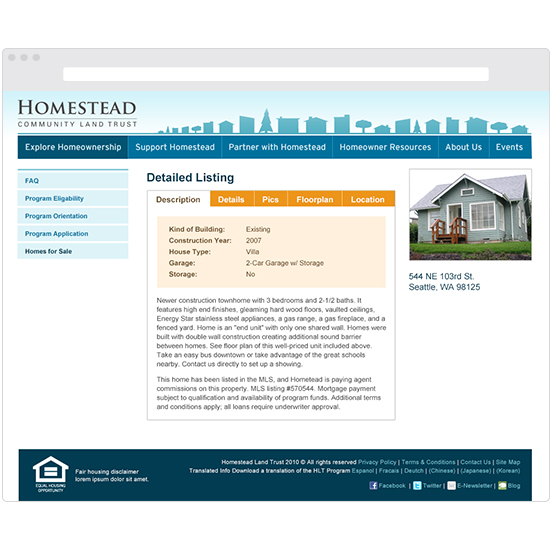 HOMESTEAD
COMMUNITY LAND TRUST
Explore Homeownership
Support Homestead
Partner with Homestead
Homeowner Resources
About Us
Events
FAQ
Program Eligability
Program Orientation
Program Application
Homes for Sale
Detailed Listing
Description
Details
Pics
Floorplan
Location
Kind of Building: Existing
Construction Year: 2007
House Type: Villa
Garage: 2-Car Garage w/ Storage
Storage: No
Newer construction townhome with 3 bedrooms and 2-1/2 baths. It
features high end finishes, gleaming hard wood floors, vaulted ceilings,
Energy Star stainless steel appliances, a gas range, a gas fireplace, and a
fenced yard. Home is an "end unit" with only one shared wall. Homes were
built with double wall construction creating additional sound barrier
between homes. See floor plan of this well-priced unit included above.
Take an easy bus downtown or take advantage of the great schools
nearby. Contact us directly to set up a showing.
This home has been listed in the MLS, and Hometead is paying agent
commissions on this property. MLS listing #570544. Mortgage payment
subject to qualification and availability of program funds. Additional terms
and conditions apply; all loans require underwriter approval.
544 NE 103rd St.
Seattle, WA 98125
EQUAL HOUSING
OPPORTUNITY
Fair housing disclaimer
lorem ipsum dolor sit amet.
Homestead Land Trust 2010 © All rights reserved Privacy Policy | Terms & Conditions | Contact Us | Site Map
Translated Info Download a translation of the HLT Program Espanol | Fracais | Deutch | (Chinese) | (Japanese) | (Korean)
Facebook | Twitter | E-Newsletter | Blog